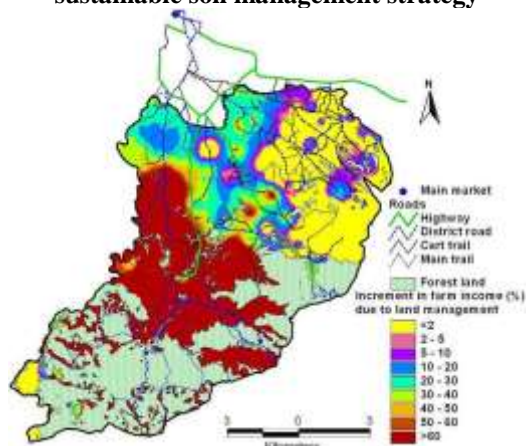 sustainable soil management strategy
N
Main market
Roads
Highway
District road
Cart trail
Main trail
Forest land
Increment in farm income (%)
due to land management
<2
2 - 5
5 - 10
10 - 20
20 - 30
30 - 40
40 - 50
50 - 60
>60
3 0 3
Kilometers